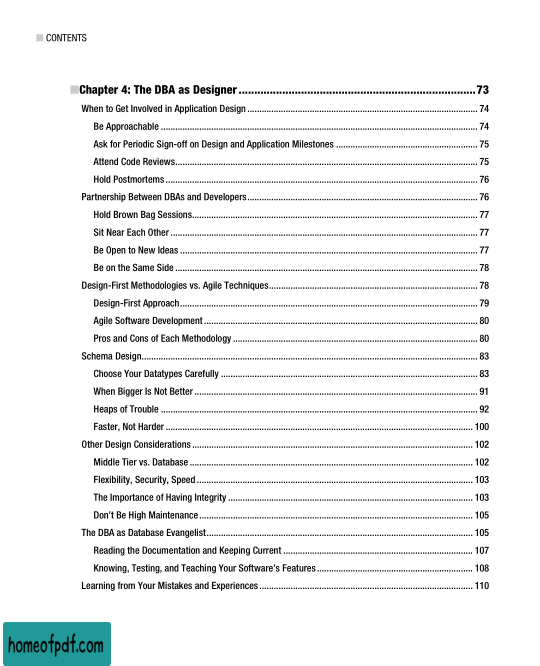 CONTENTS
Chapter 4: The DBA as Designer ........................................................................73
When to Get Involved in Application Design ................................................................ 74
Be Approachable ................................................................ 74
Ask for Periodic Sign-off on Design and Application Milestones ................................................ 75
Attend Code Reviews................................................................ 75
Hold Postmortems ................................................................ 76
Partnership Between DBAs and Developers................................................................ 76
Hold Brown Bag Sessions................................................................ 77
Sit Near Each Other ................................................................ 77
Be Open to New Ideas ................................................................ 77
Be on the Same Side ................................................................ 78
Design-First Methodologies vs. Agile Techniques................................................................ 78
Design-First Approach................................................................ 79
Agile Software Development ................................................................ 80
Pros and Cons of Each Methodology ................................................................ 80
Schema Design................................................................ 83
Choose Your Datatypes Carefully ................................................................ 83
When Bigger Is Not Better ................................................................ 91
Heaps of Trouble ................................................................ 92
Faster, Not Harder ................................................................ 100
Other Design Considerations ................................................................ 102
Middle Tier vs. Database ................................................................ 102
Flexibility, Security, Speed ................................................................ 103
The Importance of Having Integrity ................................................................ 103
Don't Be High Maintenance ................................................................ 105
The DBA as Database Evangelist................................................................ 105
Reading the Documentation and Keeping Current ................................................................ 107
Knowing, Testing, and Teaching Your Software's Features ................................................ 108
Learning from Your Mistakes and Experiences ................................................................ 110
homeofpdf.com